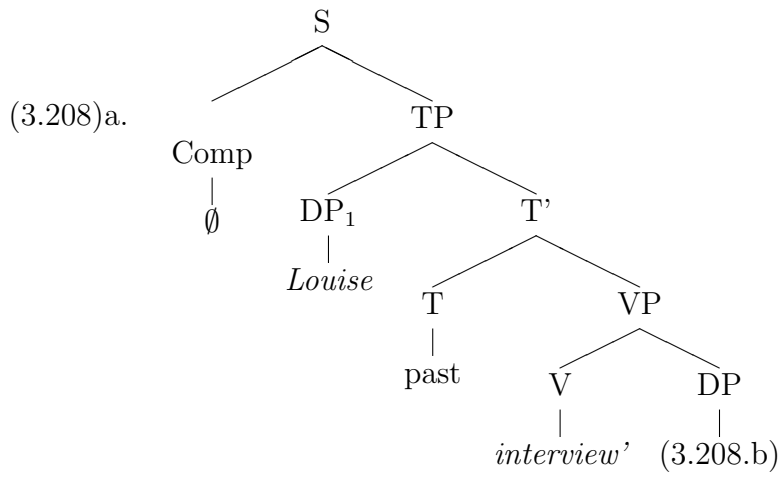 S
(3.208)a.
TP
Comp
∅
DP₁
T'
Louise
T
VP
past
V
DP
interview'
(3.208.b)